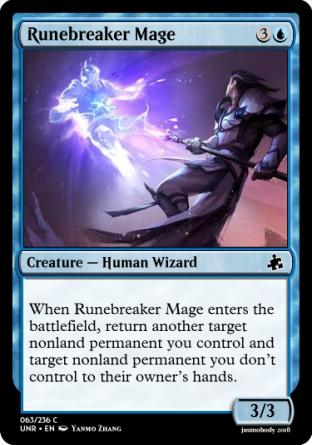 Runebreaker Mage 3
Creature — Human Wizard
When Runebreaker Mage enters the
battlefield, return another target
nonland permanent you control and
target nonland permanent you don't
control to their owner's hands.
3/3
063/236 C
UNR • EN Yanmo Zhang
justnobody 2018